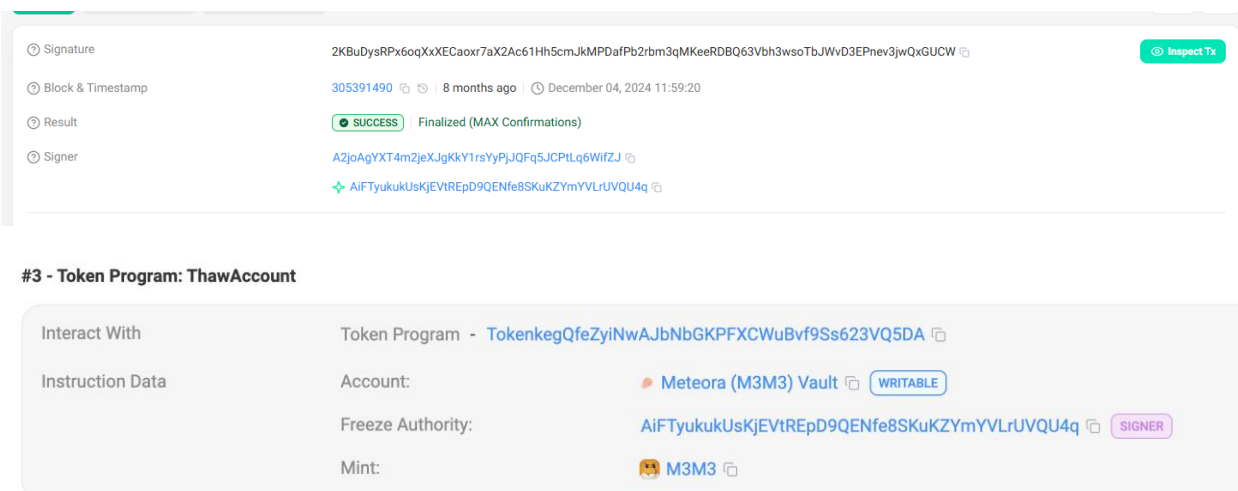 Signature 2KBuDysRPx6oqXxXECaoxr7aX2Ac61Hh5cmJkMPDafPb2rbm3qMKeeRDBQ63Vbh3wsoTbJWvD3EPnev3jwQxGUCW Inspect Tx
Block & Timestamp 305391490 8 months ago December 04, 2024 11:59:20
Result SUCCESS Finalized (MAX Confirmations)
Signer A2joAgYXT4m2jeXJgKkY1rsYyPjJQFq5JCPtLq6WifZJ
AiFTyukukUsKjEVtREpD9QENfe8SKuKZYmYVLrUVQU4q
#3 - Token Program: ThawAccount
Interact With Token Program - TokenkegQfeZyiNwAJbNbGKPFXCWuBvf9Ss623VQ5DA
Instruction Data Account: Meteora (M3M3) Vault WRITABLE
Freeze Authority: AiFTyukukUsKjEVtREpD9QENfe8SKuKZYmYVLrUVQU4q SIGNER
Mint: M3M3